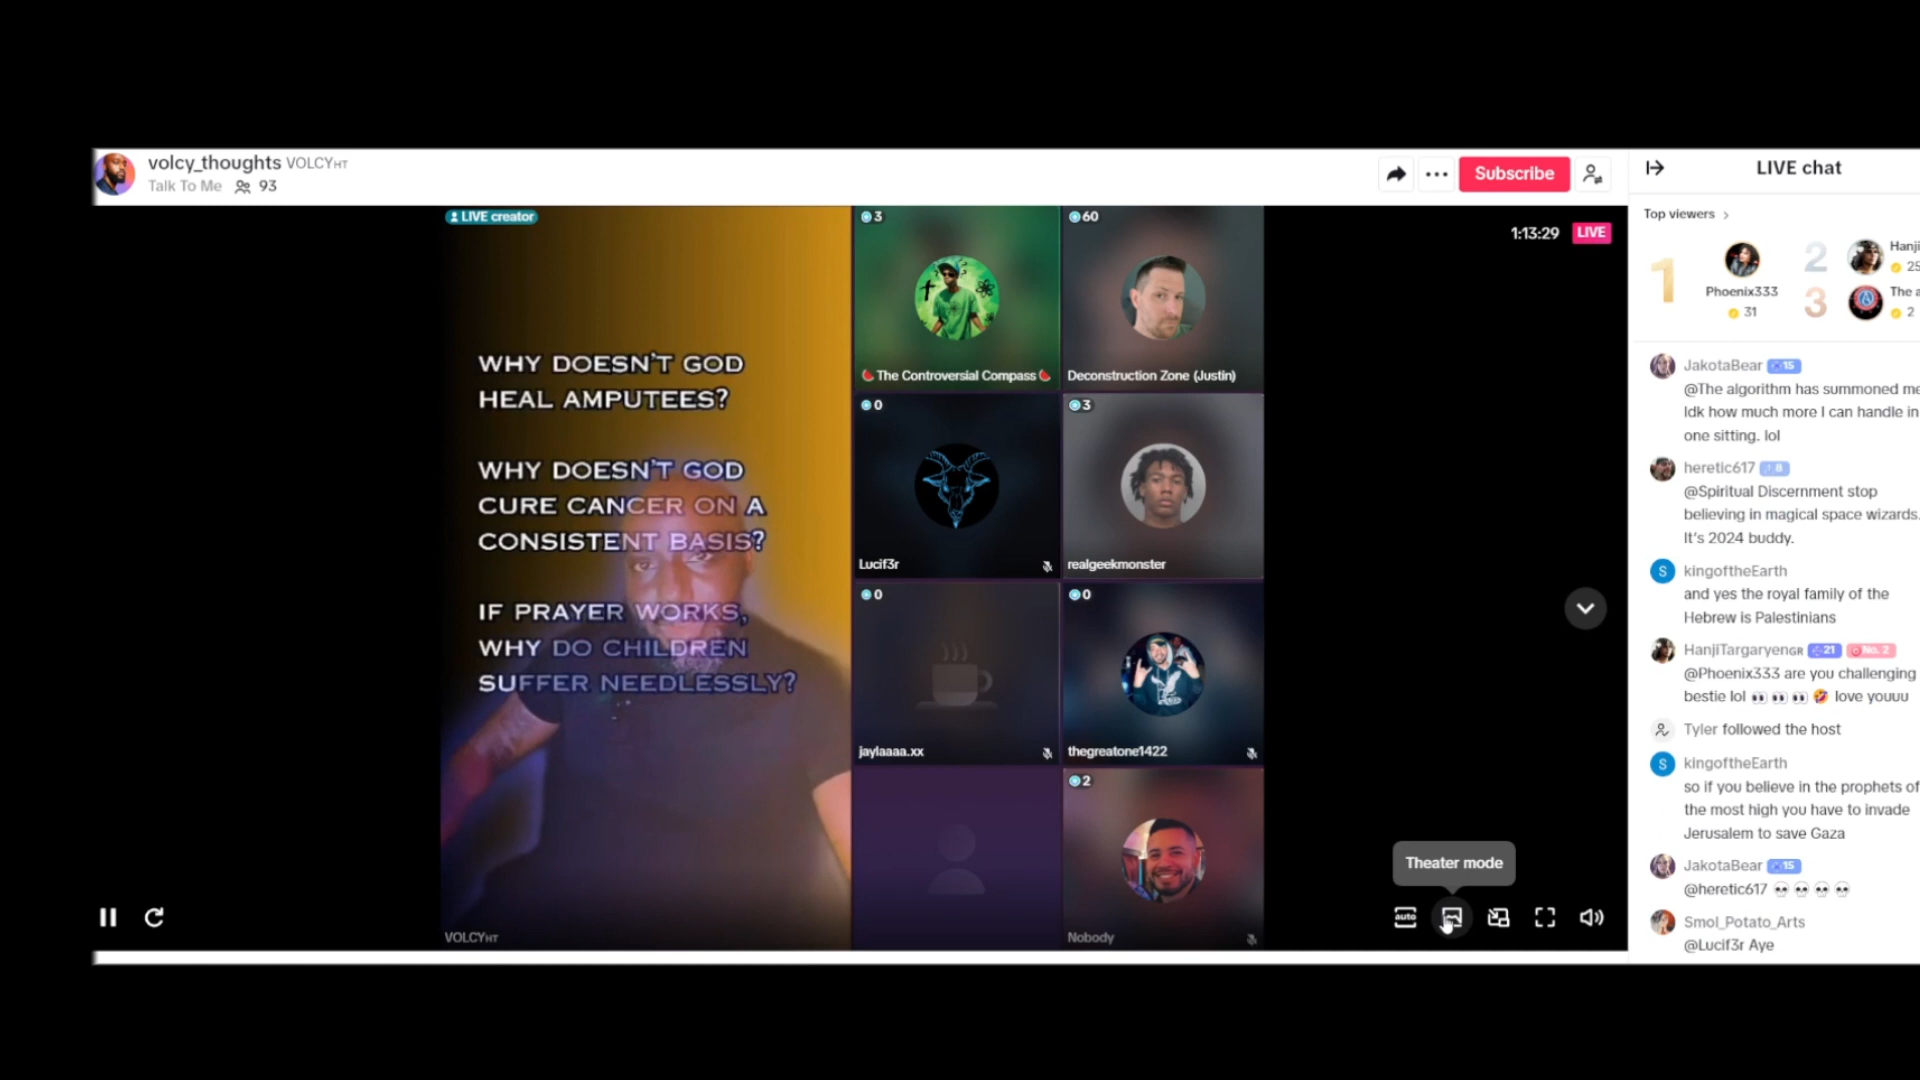 volcy_thoughts VOLCYHT
Talk To Me 93
Subscribe
LIVE creator
WHY DOESN'T GOD
HEAL AMPUTEES?
WHY DOESN'T GOD
CURE CANCER ON A
CONSISTENT BASIS?
IF PRAYER WORKS,
WHY DO CHILDREN
SUFFER NEEDLESSLY?
VOLCYHT
3
🍉 The Controversial Compass 🍉
60
Deconstruction Zone (Justin)
0
Lucif3r
3
realgeekmonster
0
jaylaaaa.xx
0
thegreatone1422
2
Nobody
1:13:29 LIVE
Theater mode
auto
LIVE chat
Top viewers
1
Phoenix333
31
2
Hanji
25
3
The a
2
JakotaBear 15
@The algorithm has summoned me
Idk how much more I can handle in
one sitting. lol
heretic617 8
@Spiritual Discernment stop
believing in magical space wizards.
It's 2024 buddy.
S
kingoftheEarth
and yes the royal family of the
Hebrew is Palestinians
HanjiTargaryenGR 21 No. 2
@Phoenix333 are you challenging
bestie lol 👀 👀 👀 🤣 love youuu
Tyler followed the host
S
kingoftheEarth
so if you believe in the prophets of
the most high you have to invade
Jerusalem to save Gaza
JakotaBear 15
@heretic617 💀 💀 💀 💀
Smol_Potato_Arts
@Lucif3r Aye